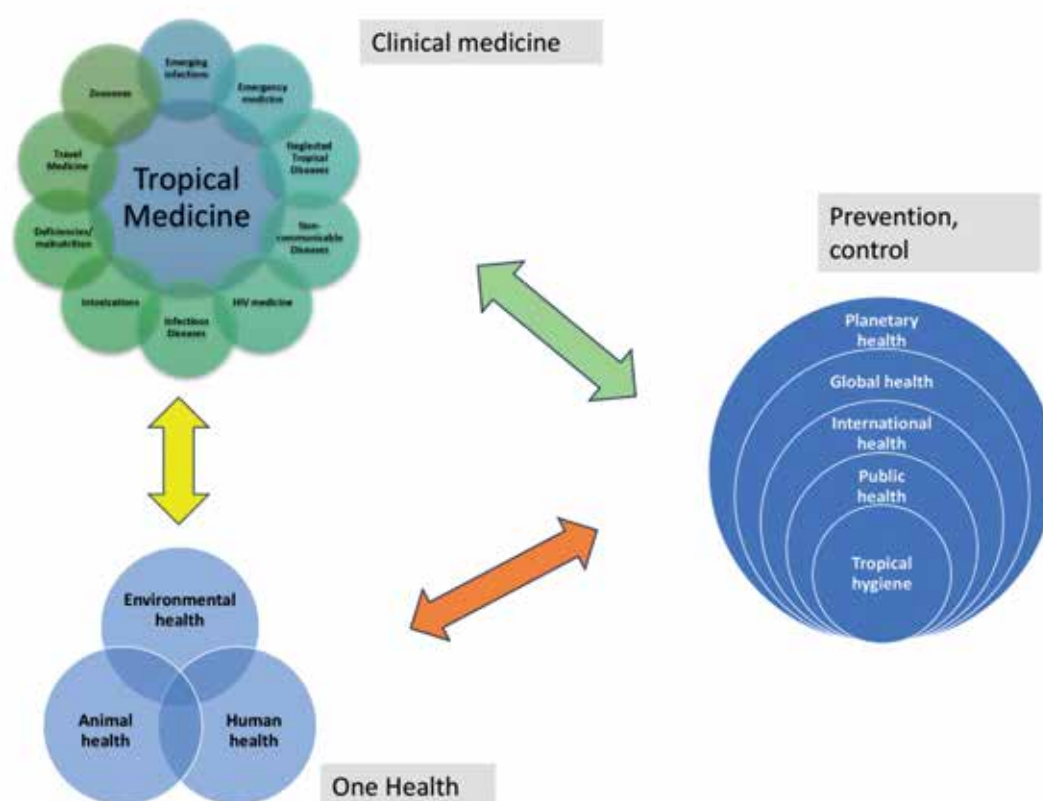 Clinical medicine
Emerging
infections
Emergency
medicine
Neglected
Tropical
Diseases
Non-
communicable
Diseases
HIV medicine
Infectious
Diseases
Intoxications
Deficiencies/
malnutrition
Travel
Medicine
Zoonoses
Tropical
Medicine
Prevention,
control
Planetary
health
Global health
International
health
Public
health
Tropical
hygiene
Environmental
health
Animal
health
Human
health
One Health